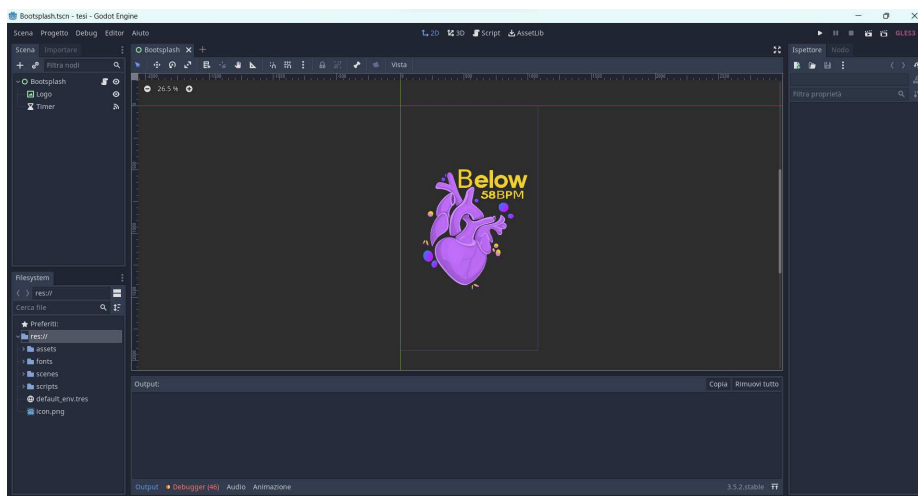 Bootsplash.tscn - tesi - Godot Engine
Scena Progetto Debug Editor Aiuto
2D 3D Script AssetLib
GLES3
Scena Importare
Filtra nodi
Bootsplash
Logo
Timer
Bootsplash
Vista
26.5 %
Below
58BPM
Ispettore Nodo
Filtra proprietà
Filesystem
res://
Cerca file
Preferiti:
res://
assets
fonts
scenes
scripts
default_env.tres
icon.png
Output:
Copia Rimuovi tutto
Output Debugger (46) Audio Animazione
3.5.2.stable